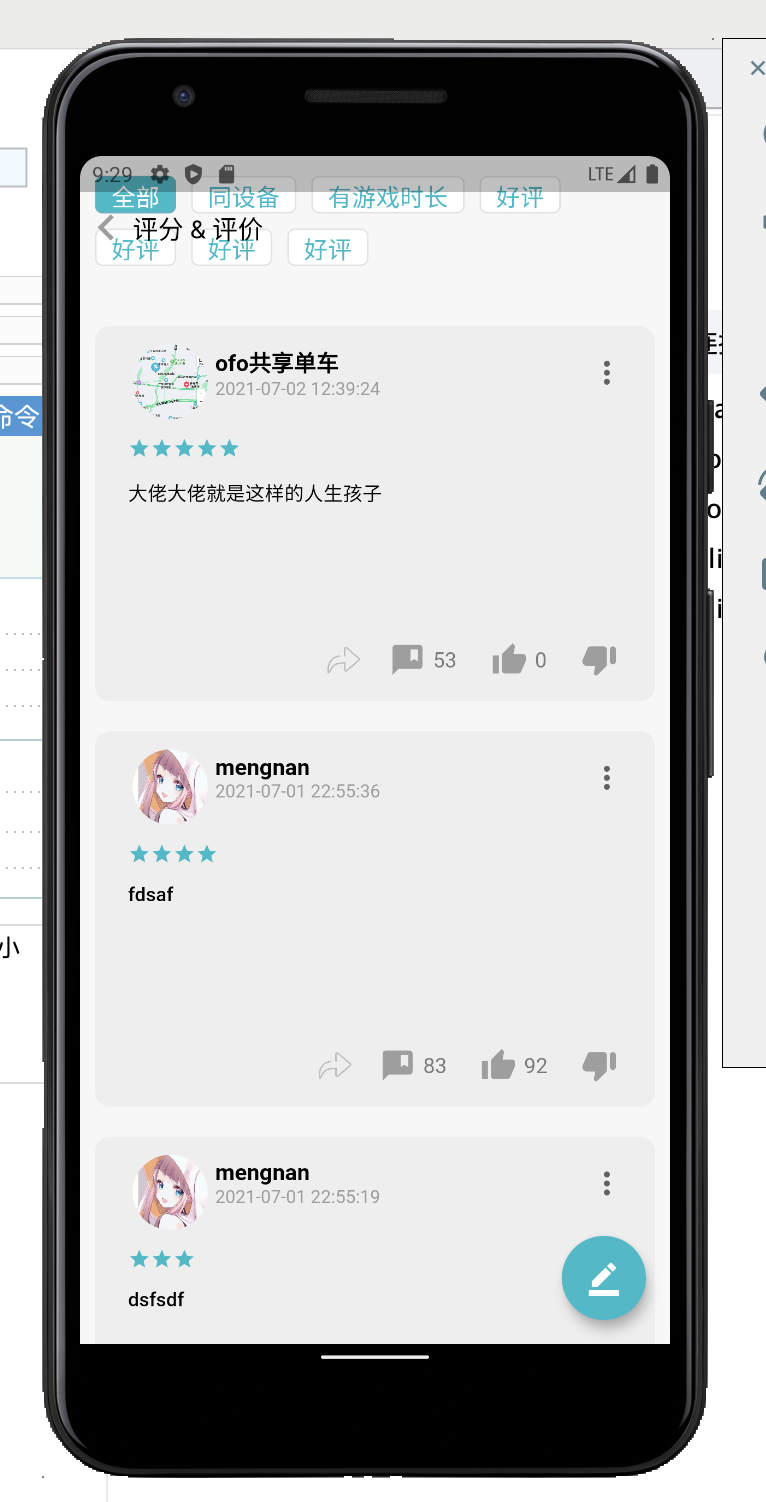 9:29 LTE
全部 同设备 有游戏时长 好评
评分 & 评价
好评 好评 好评
ofo共享单车
2021-07-02 12:39:24
大佬大佬就是这样的人生孩子
53 0
mengnan
2021-07-01 22:55:36
fdsaf
83 92
mengnan
2021-07-01 22:55:19
dsfsdf
命令
小